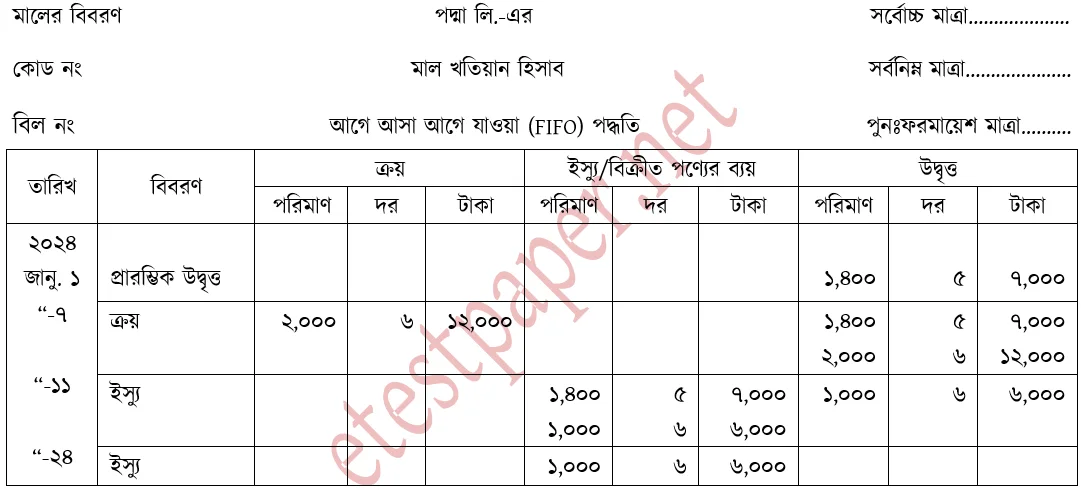 মালের বিবরণ পদ্মা লি.-এর সর্বোচ্চ মাত্রা.....................
কোড নং মাল খতিয়ান হিসাব সর্বনিম্ন মাত্রা......................
বিল নং আগে আসা আগে যাওয়া (FIFO) পদ্ধতি পুনঃফরমায়েশ মাত্রা..........
তারিখ বিবরণ ক্রয় ইস্যু/বিক্রীত পণ্যের ব্যয় উদ্বৃত্ত
পরিমাণ দর টাকা পরিমাণ দর টাকা পরিমাণ দর টাকা
২০২৪
জানু. ১ প্রারম্ভিক উদ্বৃত্ত ১,৪০০ ৫ ৭,০০০
“-৭ ক্রয় ২,০০০ ৬ ১২,০০০ ১,৪০০ ৫ ৭,০০০
২,০০০ ৬ ১২,০০০
“-১১ ইস্যু ১,৪০০ ৫ ৭,০০০ ১,০০০ ৬ ৬,০০০
১,০০০ ৬ ৬,০০০
“-২৪ ইস্যু ১,০০০ ৬ ৬,০০০
etestpaper.net